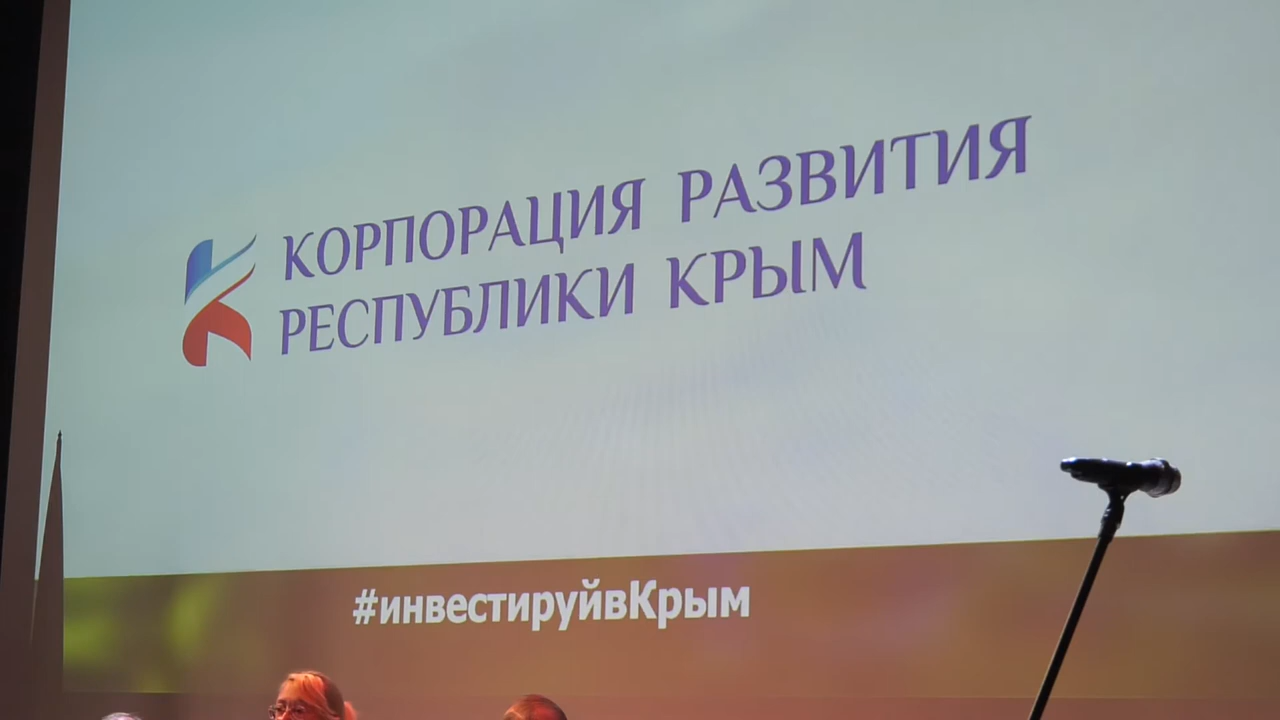 КОРПОРАЦИЯ РАЗВИТИЯ
РЕСПУБЛИКИ КРЫМ
#инвестируйвКрым